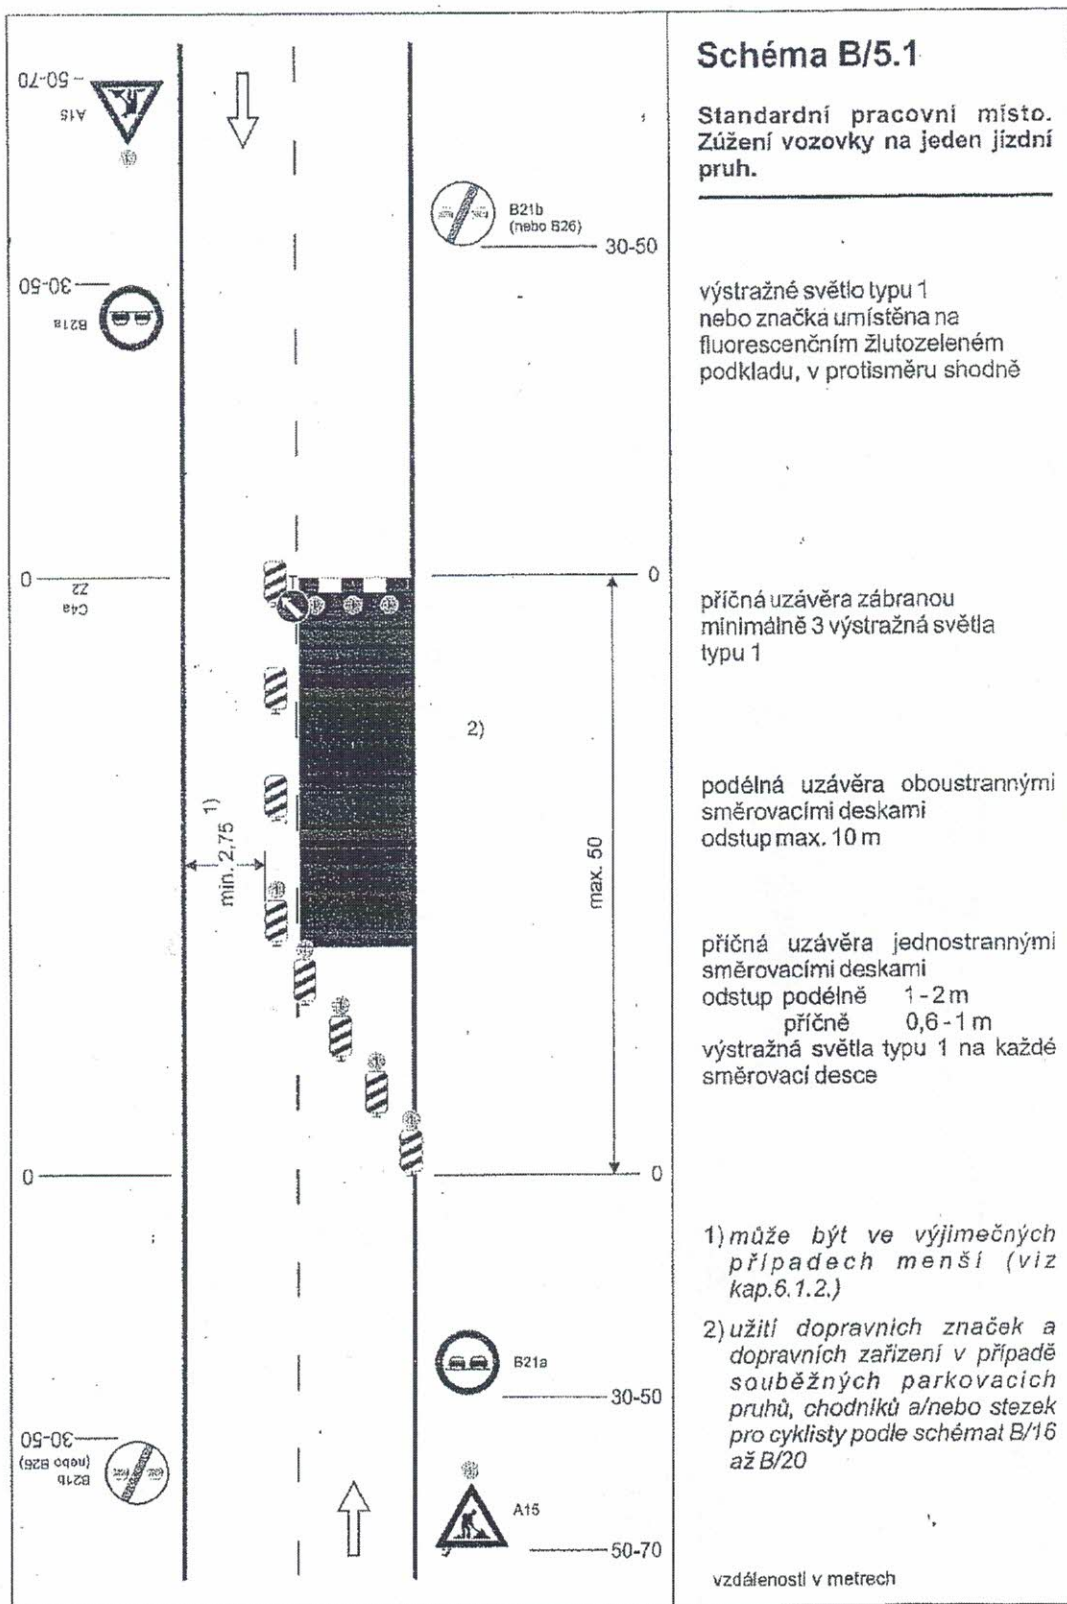 Schéma B/5.1
Standardní pracovní místo.
Zúžení vozovky na jeden jízdní
pruh.
50-70
A15
B21b
(nebo B26)
30-50
30-50
B21a
výstražné světlo typu 1
nebo značka umístěna na
fluorescenčním žlutozeleném
podkladu, v protisměru shodně
0
Z2
C4a
0
1
1
1
příčná uzávěra zábranou
minimálně 3 výstražná světla
typu 1
2)
podélná uzávěra oboustrannými
směrovacími deskami
odstup max. 10 m
min. 2,75 1)
max. 50
příčná uzávěra jednostrannými
směrovacími deskami
odstup podélně 1-2 m
příčně 0,6-1 m
výstražná světla typu 1 na každé
směrovací desce
0
0
1) může být ve výjimečných
případech menší (viz
kap.6.1.2.)
2) užití dopravních značek a
dopravních zařízení v případě
souběžných parkovacích
pruhů, chodníků a/nebo stezek
pro cyklisty podle schémat B/16
až B/20
B21a
30-50
30-50
(nebo B26)
B21b
A15
50-70
vzdálenosti v metrech